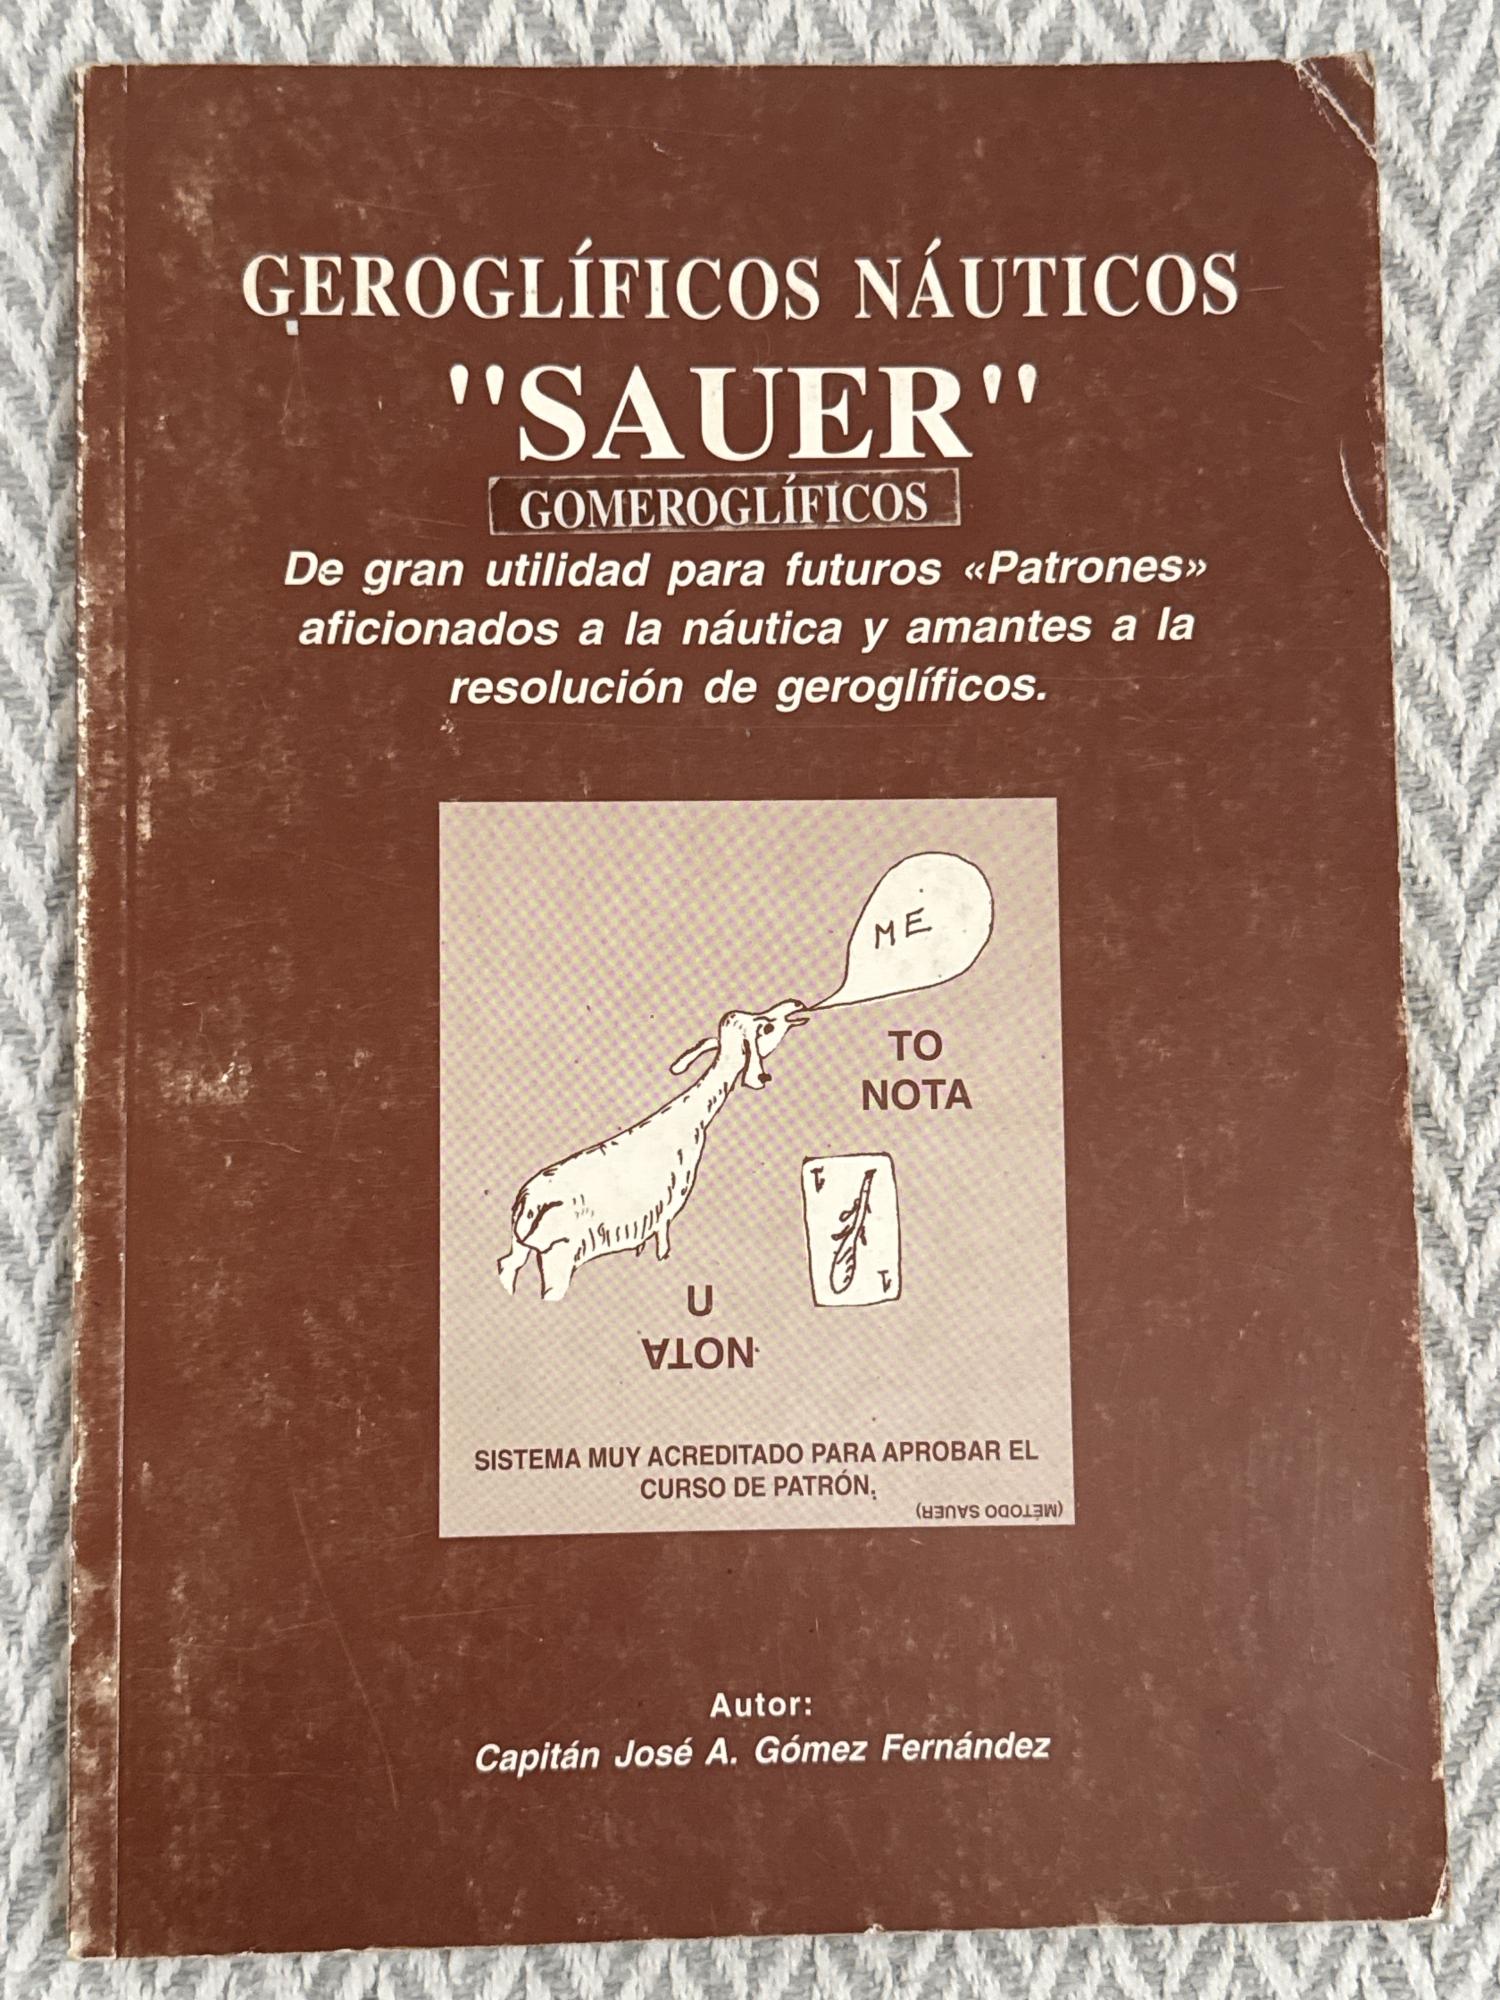 GEROGLÍFICOS NÁUTICOS
"SAUER"
GOMEROGLÍFICOS
De gran utilidad para futuros «Patrones»
aficionados a la náutica y amantes a la
resolución de geroglíficos.
ME
TO
NOTA
1
1
U
NOTA
SISTEMA MUY ACREDITADO PARA APROBAR EL
CURSO DE PATRÓN.
(MÉTODO SAUER)
Autor:
Capitán José A. Gómez Fernández